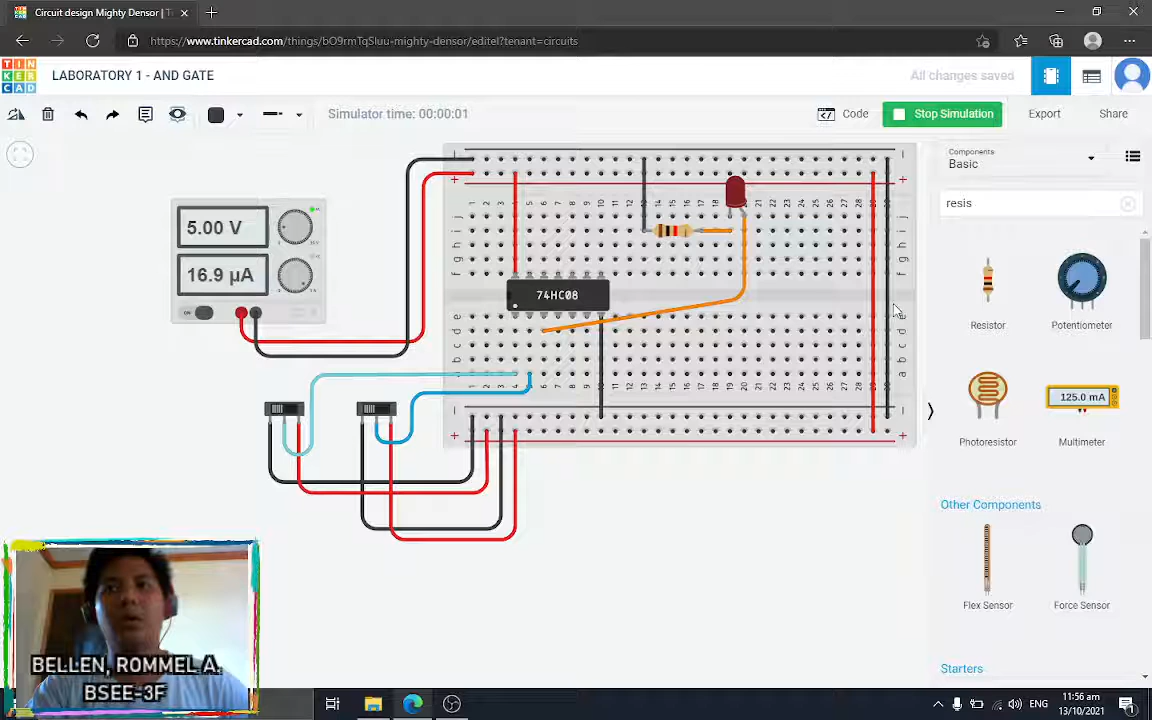 Circuit design Mighty Densor | T
https://www.tinkercad.com/things/bO9rmTqSluu-mighty-densor/editel?tenant=circuits
TIN
KER
CAD
LABORATORY 1 - AND GATE
All changes saved
Simulator time: 00:00:01
Code
Stop Simulation
Export
Share
Components
Basic
resis
5.00 V
16.9 µA
74HC08
Resistor
Potentiometer
125.0 mA
Photoresistor
Multimeter
Other Components
Flex Sensor
Force Sensor
Starters
BELLEN, ROMMEL A.
BSEE-3F
ENG
11:56 am
13/10/2021